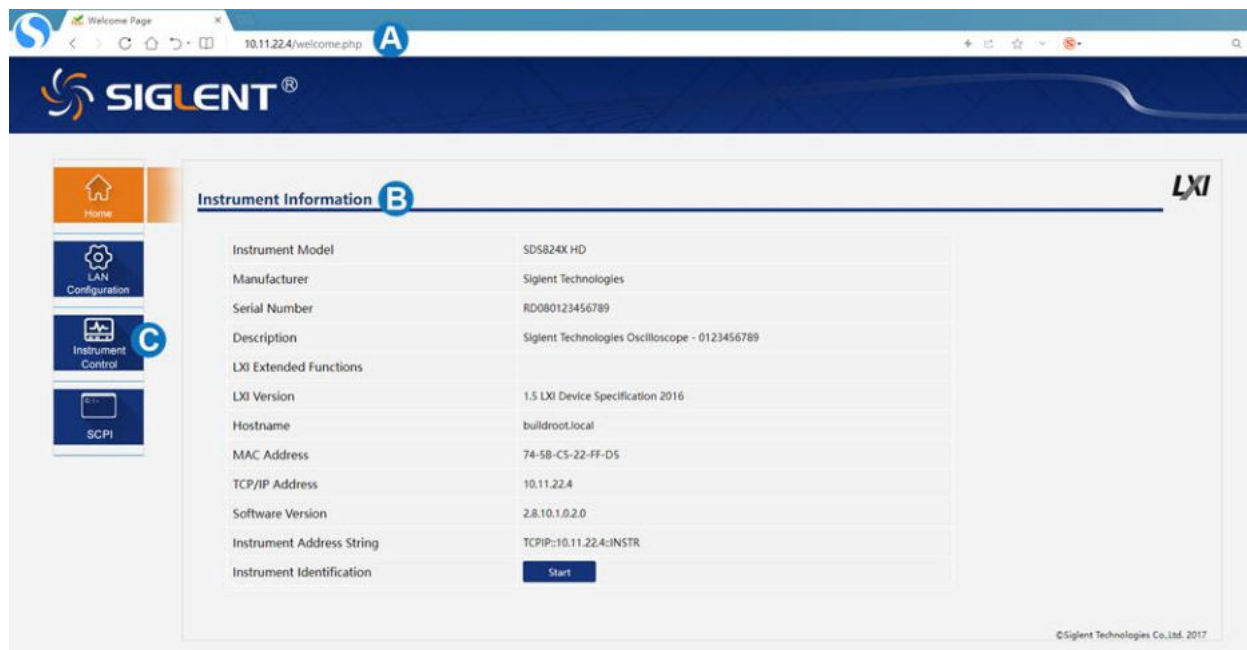 Welcome Page
10.11.22.4/welcome.php A
SIGLENT®
Home
LAN
Configuration
Instrument
Control
C
SCPI
Instrument Information B
LXI
Instrument Model SDS824X HD
Manufacturer Siglent Technologies
Serial Number RD080123456789
Description Siglent Technologies Oscilloscope - 0123456789
LXI Extended Functions
LXI Version 1.5 LXI Device Specification 2016
Hostname buildroot.local
MAC Address 74-5B-C5-22-FF-D5
TCP/IP Address 10.11.22.4
Software Version 2.8.10.1.0.2.0
Instrument Address String TCPIP::10.11.22.4::INSTR
Instrument Identification Start
©Siglent Technologies Co.,Ltd. 2017